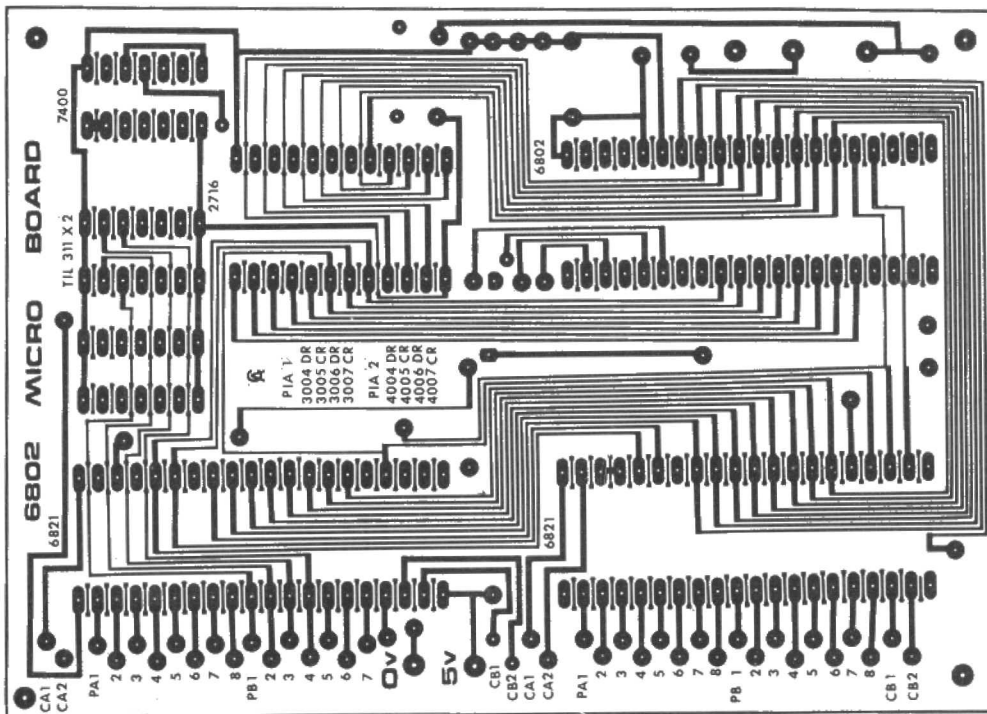 6802 MICRO BOARD
7400
TIL 311 X 2
2716
6802
PIA 1
3004 DR
3005 CR
3006 DR
3007 CR
PIA 2
4004 DR
4005 CR
4006 DR
4007 CR
6821
6821
CA1
CA2
PA1
2
3
4
5
6
7
8
PB1
2
3
4
5
6
7
0v
5v
CB1
CB2
CA1
CA2
PA1
2
3
4
5
6
7
8
PB 1
2
3
4
5
6
7
8
CB1
CB2